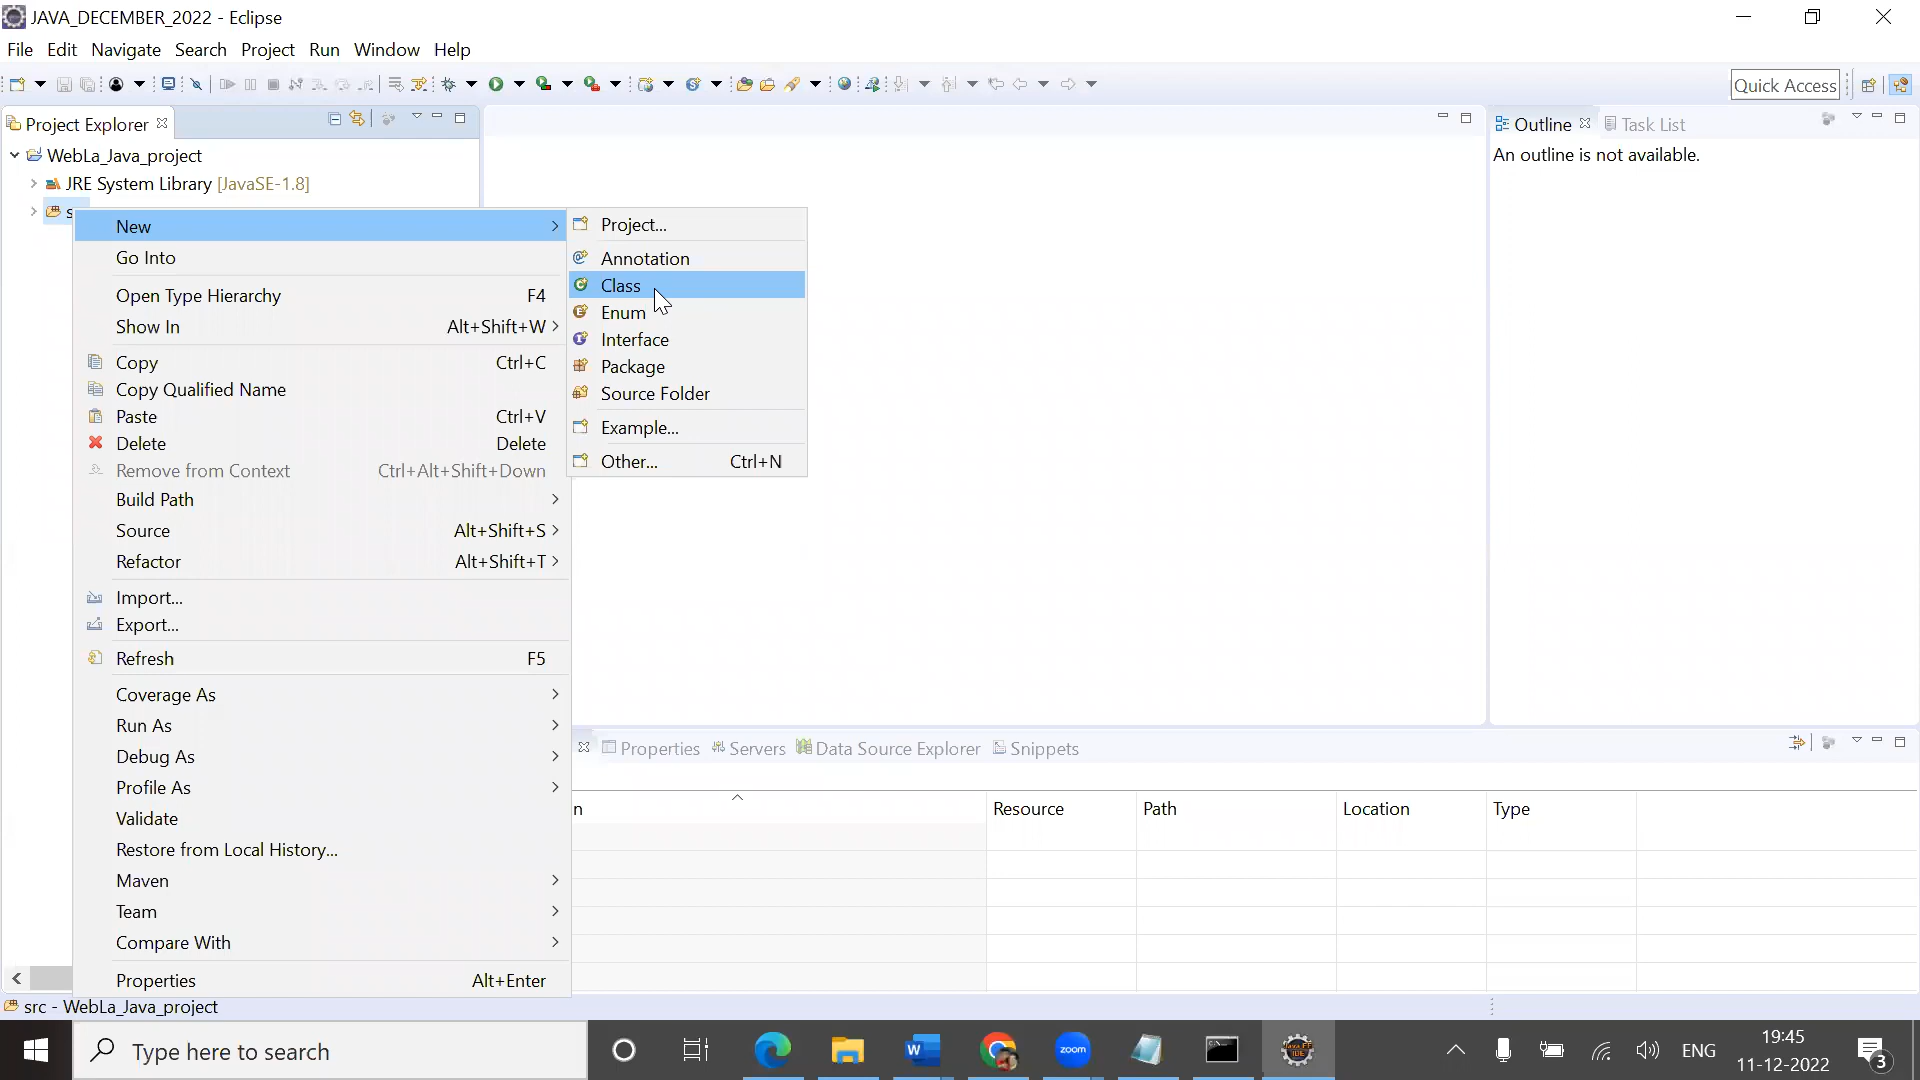 JAVA_DECEMBER_2022 - Eclipse
File Edit Navigate Search Project Run Window Help
Quick Access
Project Explorer
WebLa_Java_project
JRE System Library [JavaSE-1.8]
s
New
Go Into
Open Type Hierarchy F4
Show In Alt+Shift+W
Copy Ctrl+C
Copy Qualified Name
Paste Ctrl+V
Delete Delete
Remove from Context Ctrl+Alt+Shift+Down
Build Path
Source Alt+Shift+S
Refactor Alt+Shift+T
Import...
Export...
Refresh F5
Coverage As
Run As
Debug As
Profile As
Validate
Restore from Local History...
Maven
Team
Compare With
Properties Alt+Enter
Project...
Annotation
Class
Enum
Interface
Package
Source Folder
Example...
Other... Ctrl+N
Outline Task List
An outline is not available.
Properties Servers Data Source Explorer Snippets
n Resource Path Location Type
src - WebLa_Java_project
Type here to search
W
zoom
Java EE
IDE
ENG
19:45
11-12-2022
3